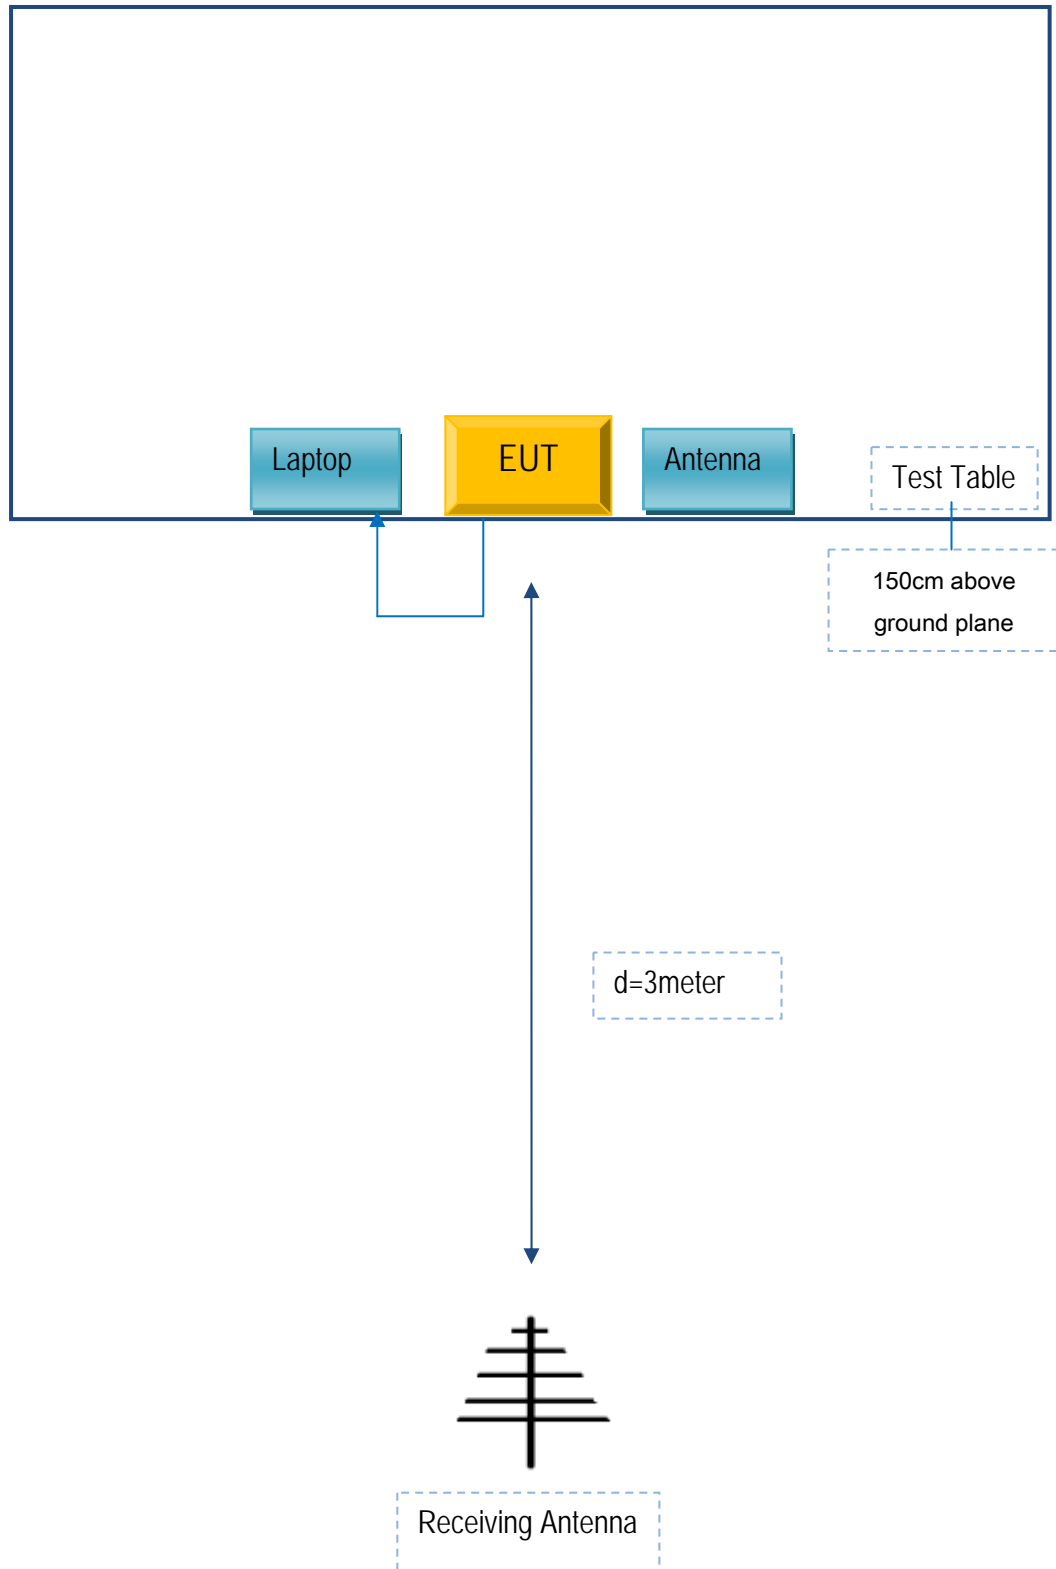 Laptop
EUT
Antenna
Test Table
150cm above
ground plane
d=3meter
Receiving Antenna